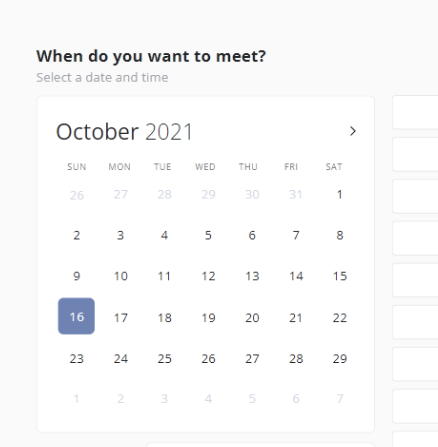 When do you want to meet?
Select a date and time
October 2021 >
SUN MON TUE WED THU FRI SAT
26 27 28 29 30 31 1
2 3 4 5 6 7 8
9 10 11 12 13 14 15
16 17 18 19 20 21 22
23 24 25 26 27 28 29
1 2 3 4 5 6 7